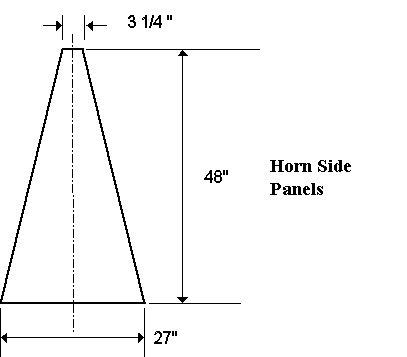 3 1/4 "
48"
Horn Side
Panels
27"